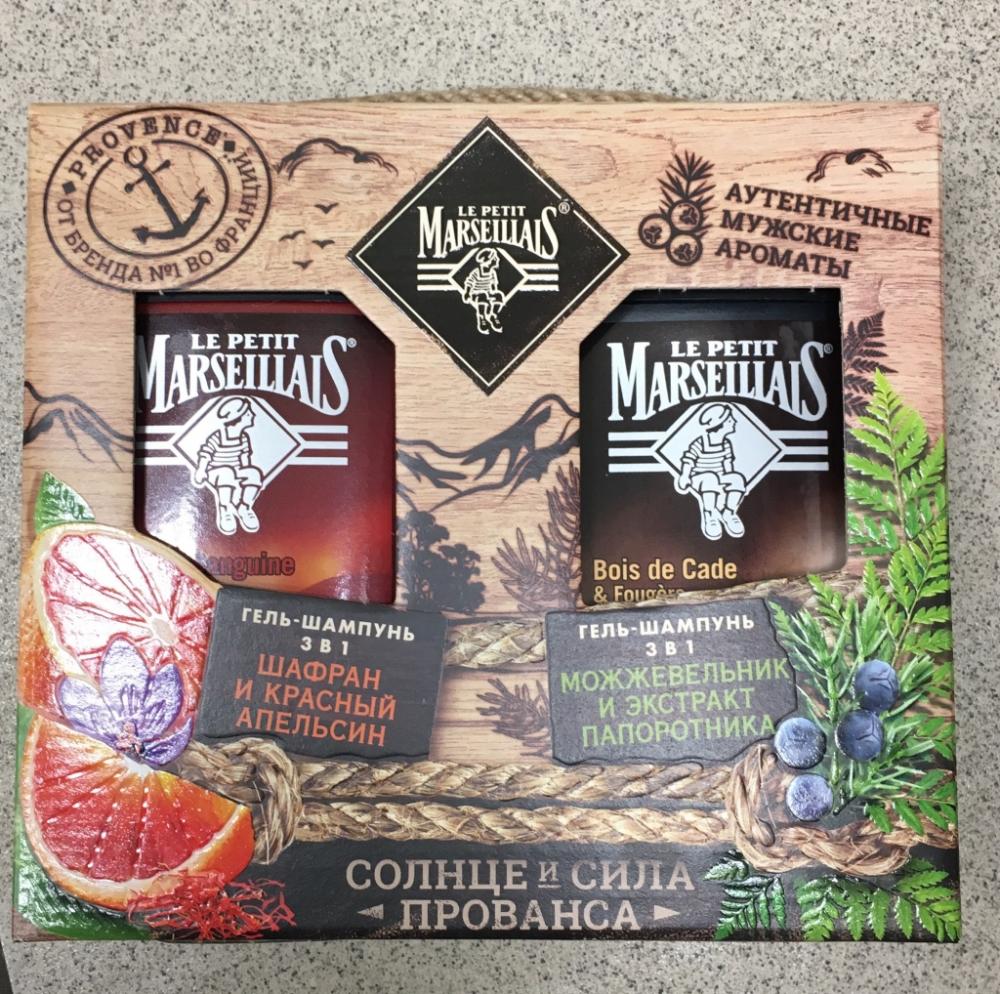 PROVENCE
ОТ БРЕНДА №1 ВО ФРАНЦИИ
LE PETIT
MARSEILLAIS®
АУТЕНТИЧНЫЕ
МУЖСКИЕ
АРОМАТЫ
LE PETIT
MARSEILLAIS®
LE PETIT
MARSEILLAIS®
Bois de Cade
& Fougère
ГЕЛЬ-ШАМПУНЬ
3 В 1
ШАФРАН
И КРАСНЫЙ
АПЕЛЬСИН
ГЕЛЬ-ШАМПУНЬ
3 В 1
МОЖЖЕВЕЛЬНИК
И ЭКСТРАКТ
ПАПОРОТНИКА
СОЛНЦЕ И СИЛА
ПРОВАНСА